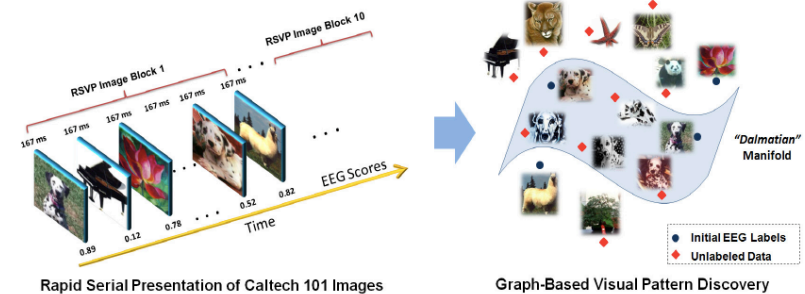 RSVP Image Block 10
RSVP Image Block 1
167 ms
167 ms
167 ms
167 ms
167 ms
167 ms
. . .
. . .
. . .
. . .
0.89
0.12
0.78
0.52
0.82
EEG Scores
Time
Rapid Serial Presentation of Caltech 101 Images
"Dalmatian"
Manifold
Initial EEG Labels
Unlabeled Data
Graph-Based Visual Pattern Discovery